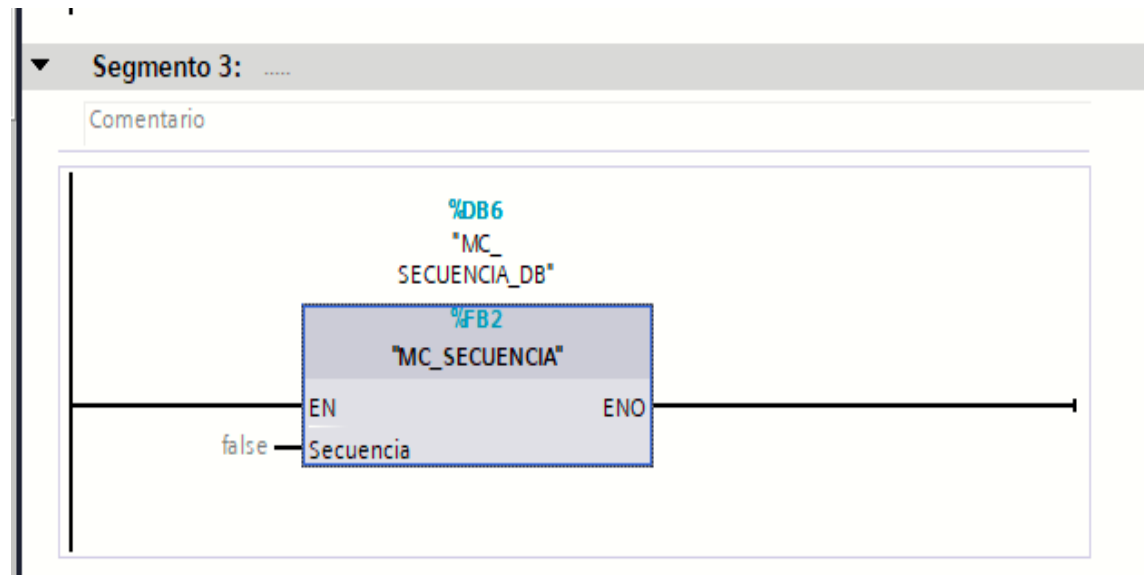 Segmento 3: .....
Comentario
%DB6
"MC_
SECUENCIA_DB"
%FB2
"MC_SECUENCIA"
EN ENO
false Secuencia